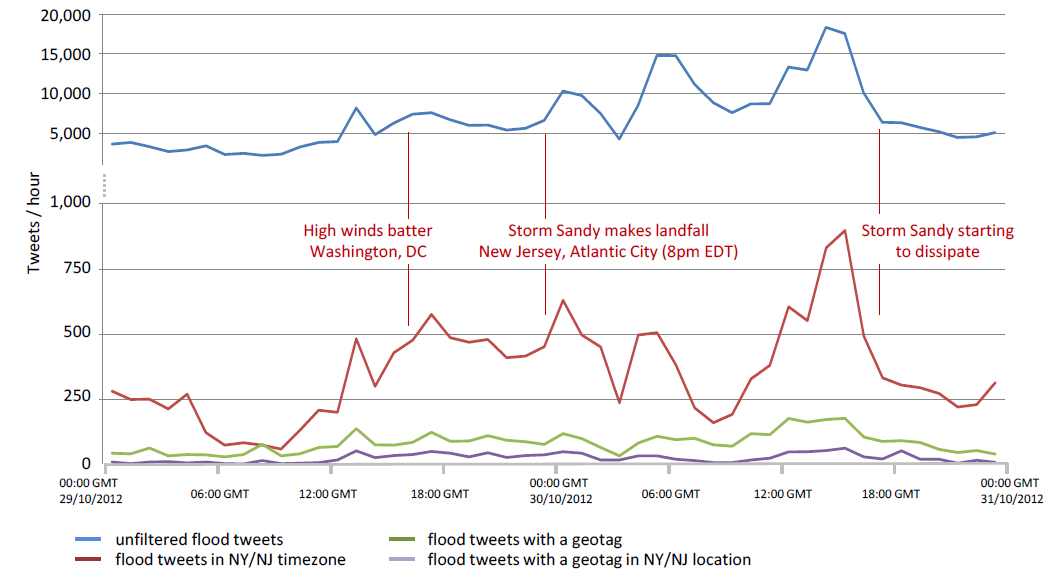 20,000
15,000
10,000
5,000
Tweets / hour
1,000
High winds batter
Washington, DC
Storm Sandy makes landfall
New Jersey, Atlantic City (8pm EDT)
Storm Sandy starting
to dissipate
750
500
250
0
00:00 GMT
29/10/2012
06:00 GMT
12:00 GMT
18:00 GMT
00:00 GMT
30/10/2012
06:00 GMT
12:00 GMT
18:00 GMT
00:00 GMT
31/10/2012
unfiltered flood tweets
flood tweets in NY/NJ timezone
flood tweets with a geotag
flood tweets with a geotag in NY/NJ location